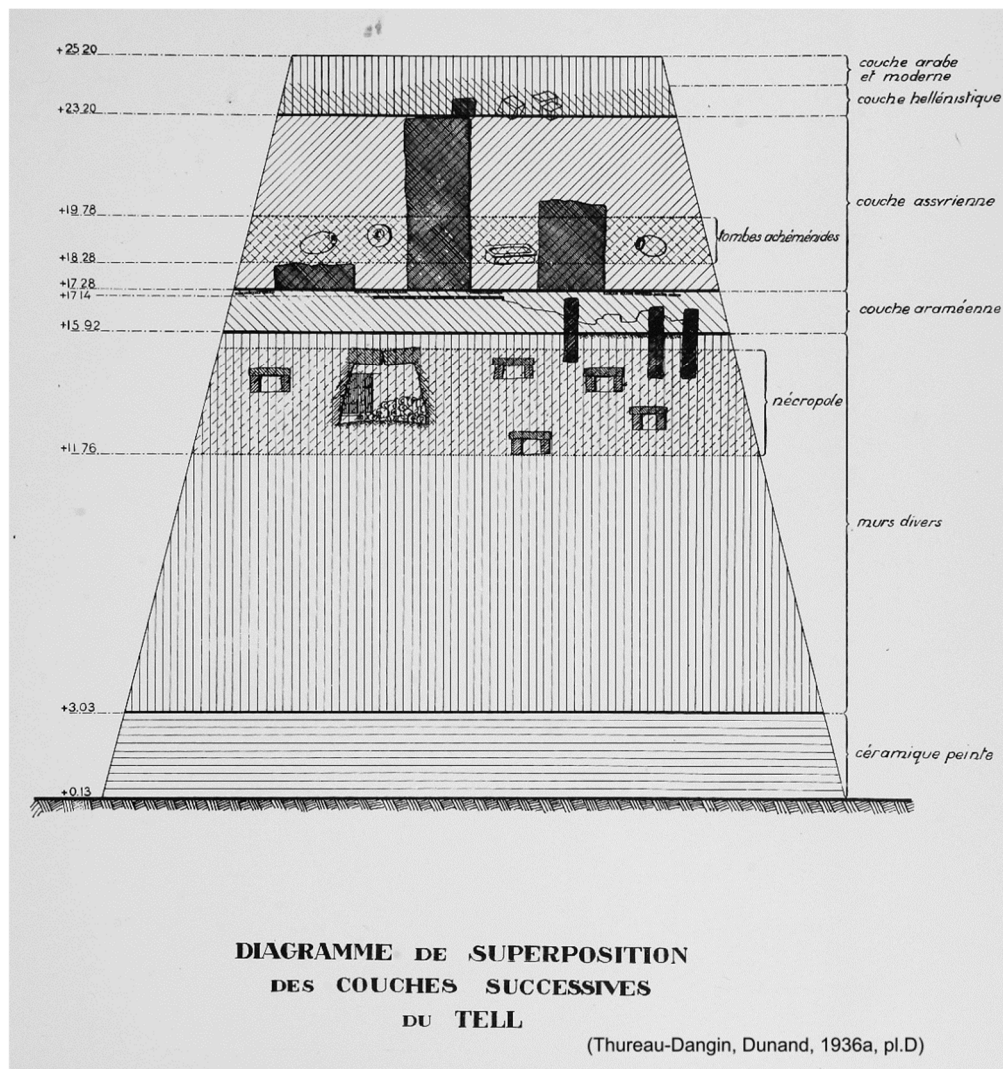 +25.20
couche arabe
et moderne
couche hellénistique
+23.20
couche assyrienne
+19.78
tombes achéménides
+18.28
+17.28
+17.14
couche araméenne
+15.92
nécropole
+11.76
murs divers
+3.03
céramique peinte
+0.13
DIAGRAMME DE SUPERPOSITION
DES COUCHES SUCCESSIVES
DU TELL
(Thureau-Dangin, Dunand, 1936a, pl.D)